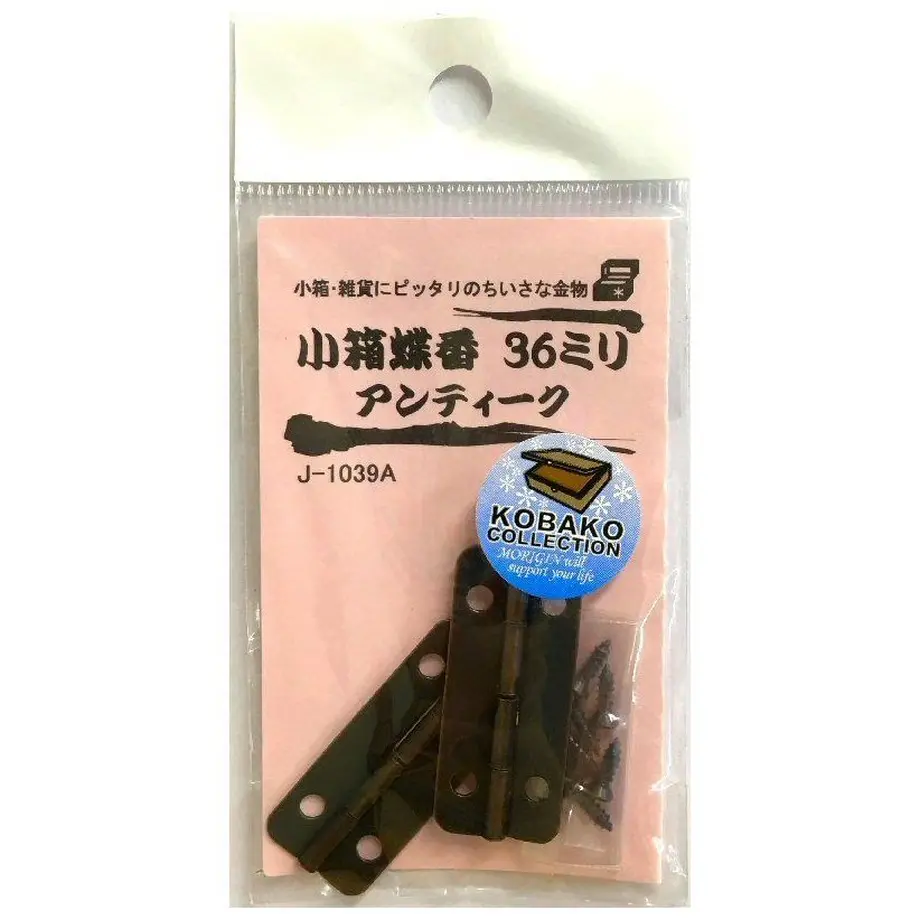 小箱・雑貨にピッタリのちいさな金物
小箱蝶番 36ミリ
アンティーク
J-1039A
KOBAKO
COLLECTION
MORIGIN will
support your life